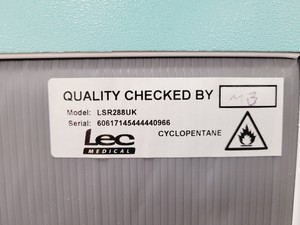 QUALITY CHECKED BY M3
Model: LSR288UK
Serial: 60617145444440966
Lec
MEDICAL
CYCLOPENTANE